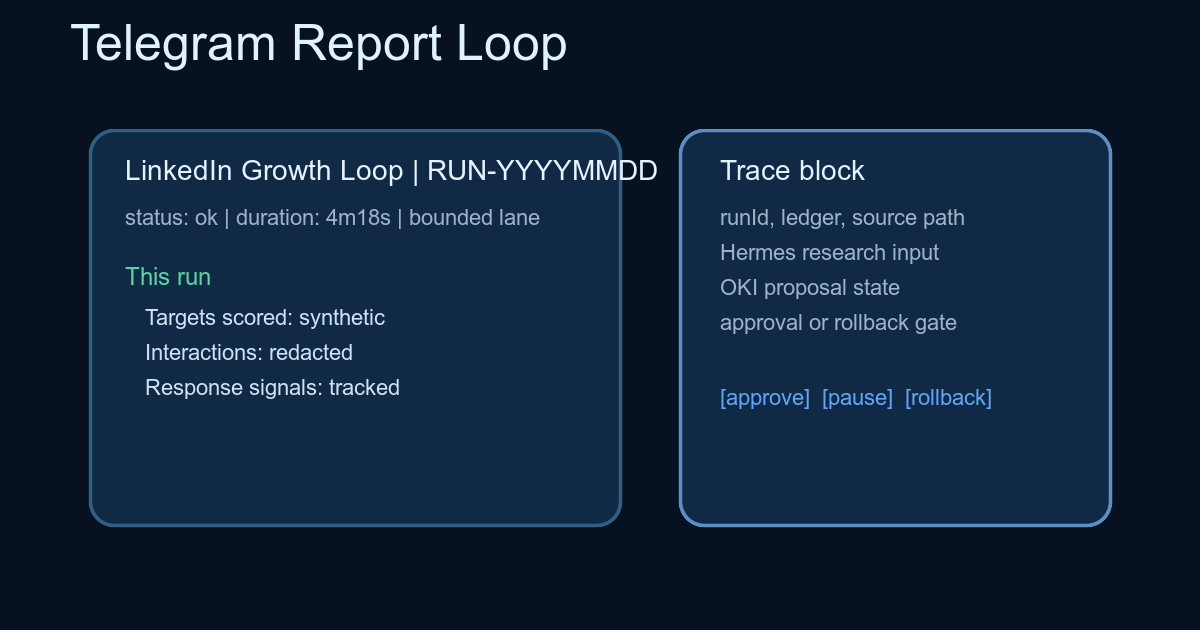 Telegram Report Loop
LinkedIn Growth Loop | RUN-YYYYMMDD
status: ok | duration: 4m18s | bounded lane
This run
Targets scored: synthetic
Interactions: redacted
Response signals: tracked
Trace block
runId, ledger, source path
Hermes research input
OKI proposal state
approval or rollback gate
[approve] [pause] [rollback]